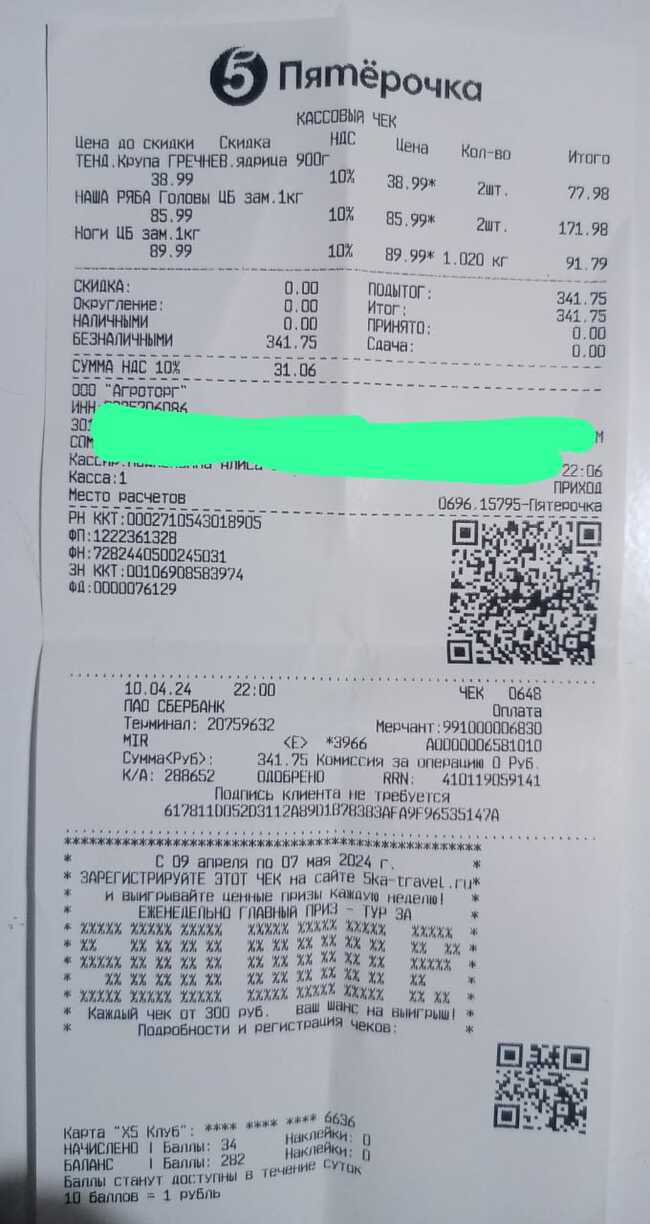 5 Пятёрочка
КАССОВЫЙ ЧЕК
Цена до скидки Скидка НДС Цена Кол-во Итого
ТЕНД.Крупа ГРЕЧНЕВ.ядрица 900г
38.99 10% 38.99* 2шт. 77.98
НАША РЯБА Головы ЦБ зам.1кг
85.99 10% 85.99* 2шт. 171.98
Ноги ЦБ зам.1кг
89.99 10% 89.99* 1.020 кг 91.79
СКИДКА: 0.00 ПОДЫТОГ: 341.75
Округление: 0.00 Итог: 341.75
НАЛИЧНЫМИ 0.00 ПРИНЯТО: 0.00
БЕЗНАЛИЧНЫМИ 341.75 Сдача: 0.00
СУММА НДС 10% 31.06
ООО "Агроторг"
ИНН
301 М
СОМ
Кассир: 22:06
Касса:1 ПРИХОД
Место расчетов 0696.15795-Пятерочка
РН ККТ:0002710543018905
ФП:1222361328
ФН:7282440500245031
ЗН ККТ:00106908583974
ФД:0000076129
10.04.24 22:00 ЧЕК 0648
ПАО СБЕРБАНК Оплата
Терминал: 20759632 Мерчант:991000006830
MIR <E> *3966 A0000006581010
Сумма<Руб>: 341.75 Комиссия за операцию 0 Руб.
К/А: 288652 ОДОБРЕНО RRN: 410119059141
Подпись клиента не требуется
617811D052D3112A89D1B78383AFA9F96535147A
* С 09 апреля по 07 мая 2024 г. *
* ЗАРЕГИСТРИРУЙТЕ ЭТОТ ЧЕК на сайте 5ka-travel.ru*
* и выигрывайте ценные призы каждую неделю! *
* ЕЖЕНЕДЕЛЬНО ГЛАВНЫЙ ПРИЗ - ТУР ЗА *
500 000 Р
* Каждый чек от 300 руб. ваш шанс на выигрыш! *
* Подробности и регистрация чеков: *
Карта "X5 Клуб": **** **** **** 6636
НАЧИСЛЕНО | Баллы: 34 Наклейки: 0
БАЛАНС | Баллы: 282 Наклейки: 0
Баллы станут доступны в течение суток
10 баллов = 1 рубль